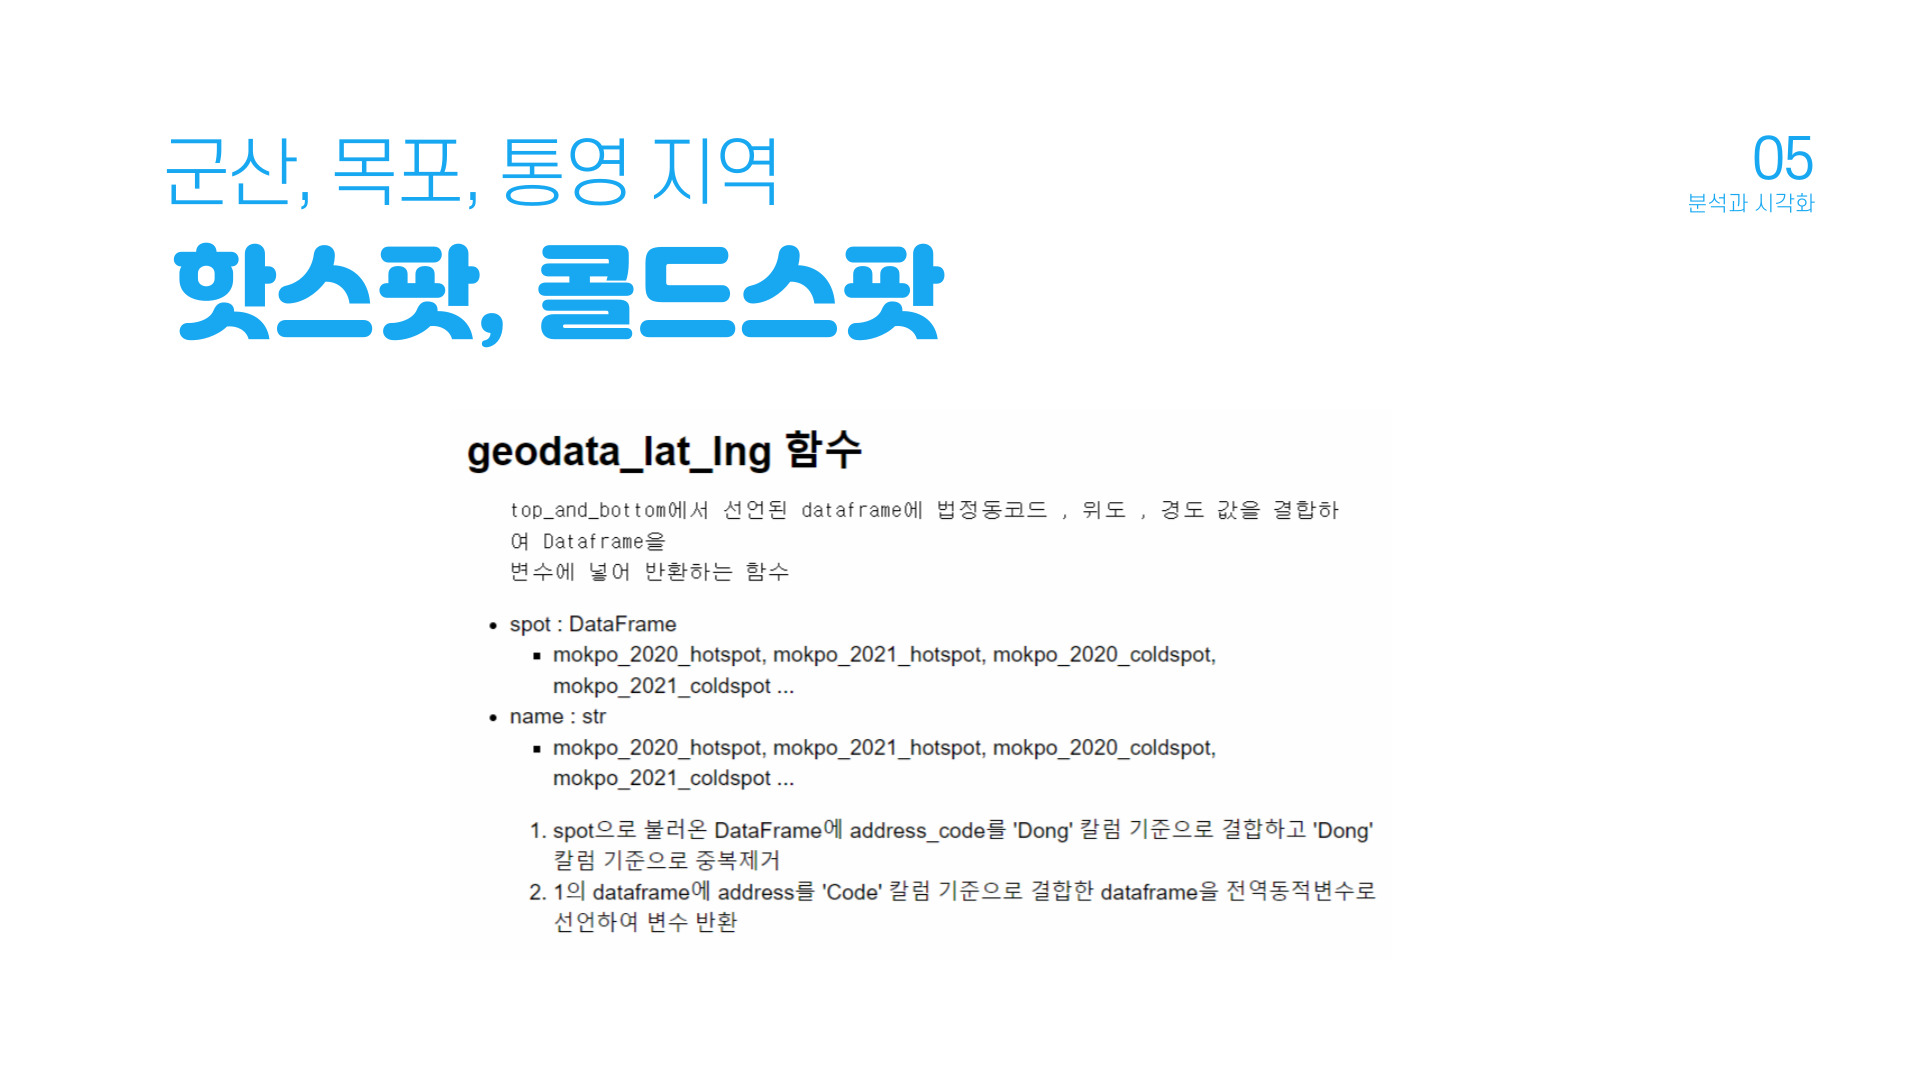 군산, 목포, 통영 지역
핫스팟, 콜드스팟
05
분석과 시각화
geodata_lat_lng 함수
top_and_bottom에서 선언된 dataframe에 법정동코드 , 위도 , 경도 값을 결합하
여 Dataframe을
변수에 넣어 반환하는 함수
• spot : DataFrame
▪ mokpo_2020_hotspot, mokpo_2021_hotspot, mokpo_2020_coldspot,
mokpo_2021_coldspot ...
• name : str
▪ mokpo_2020_hotspot, mokpo_2021_hotspot, mokpo_2020_coldspot,
mokpo_2021_coldspot ...
1. spot으로 불러온 DataFrame에 address_code를 'Dong' 칼럼 기준으로 결합하고 'Dong'
칼럼 기준으로 중복제거
2. 1의 dataframe에 address를 'Code' 칼럼 기준으로 결합한 dataframe을 전역동적변수로
선언하여 변수 반환